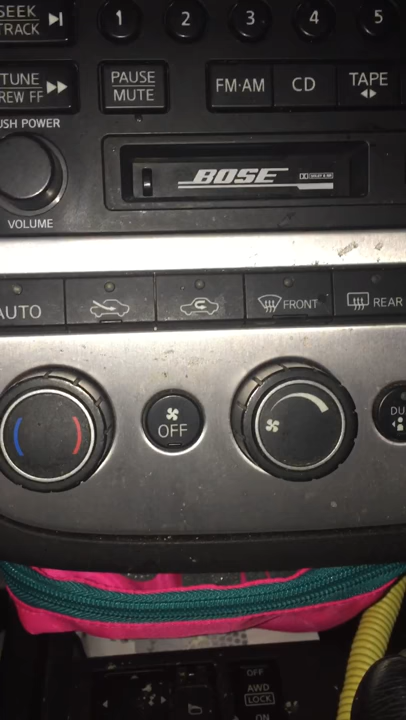 SEEK
TRACK
1 2 3 4 5
TUNE
REW FF
PAUSE
MUTE
FM·AM
CD
TAPE
PUSH POWER
VOLUME
BOSE
AUTO
FRONT
REAR
OFF
DU
OFF
AWD
LOCK
ON